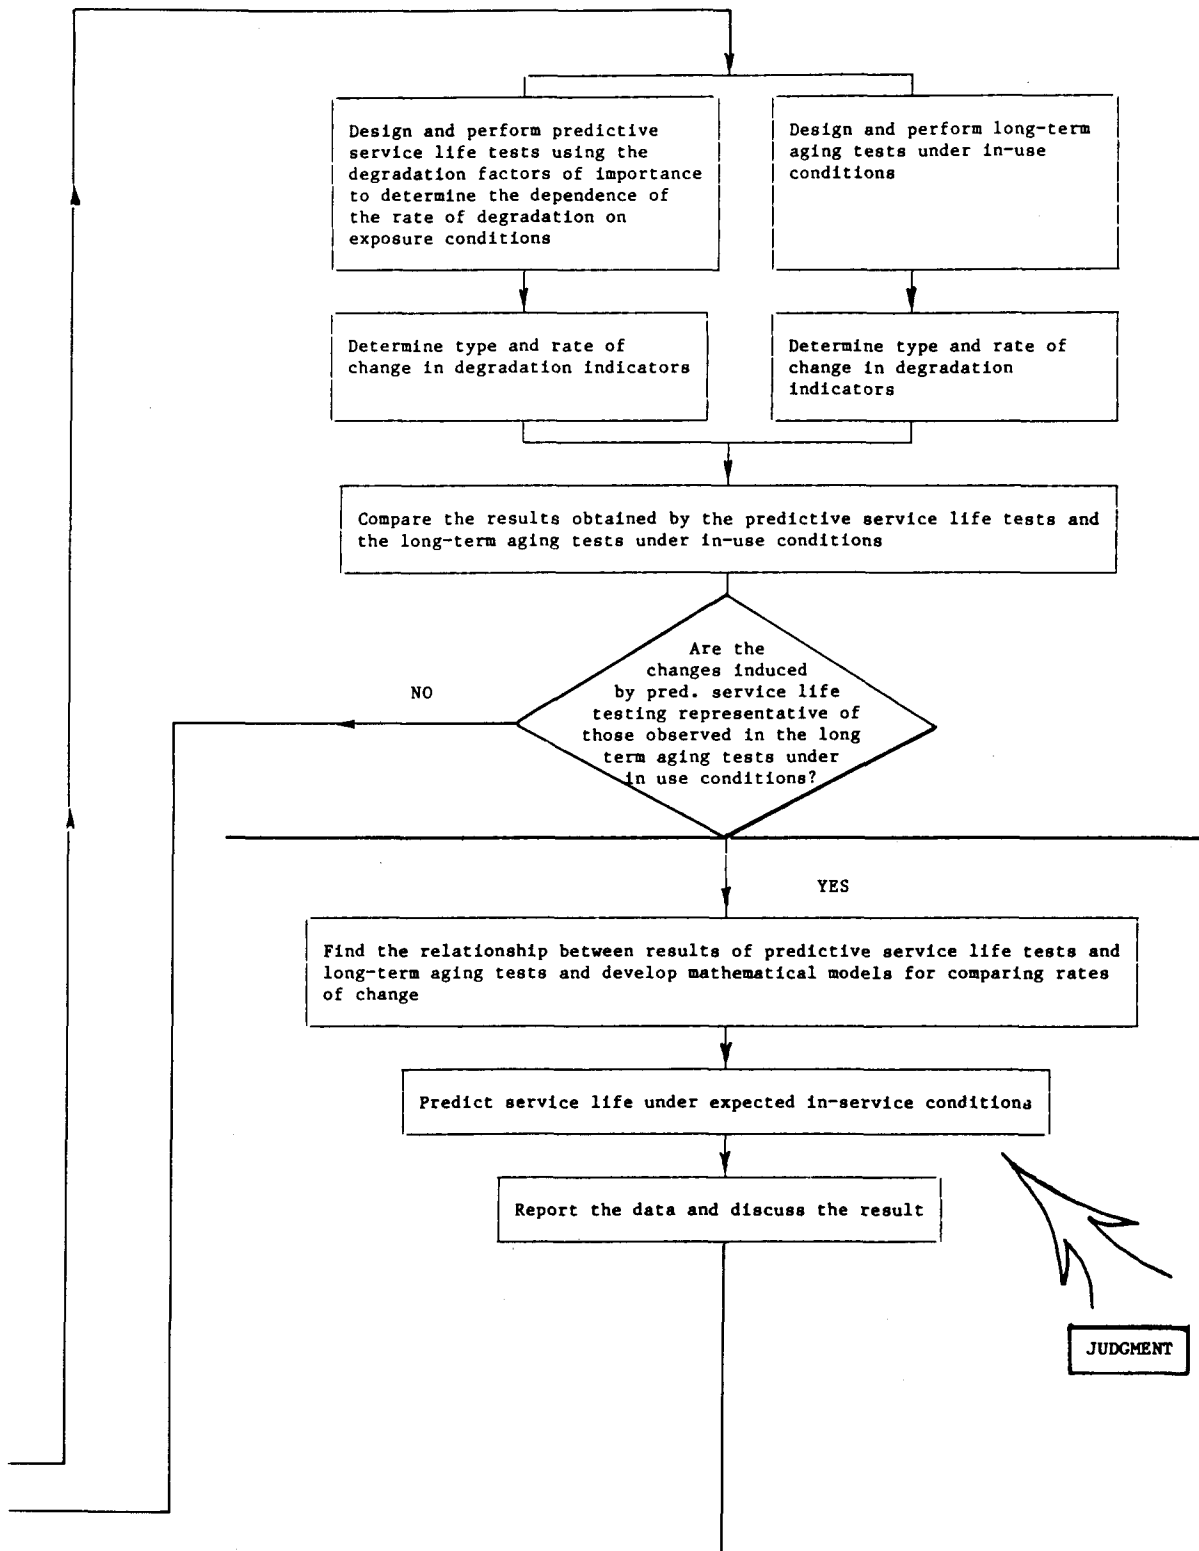 Design and perform predictive
service life tests using the
degradation factors of importance
to determine the dependence of
the rate of degradation on
exposure conditions
Design and perform long-term
aging tests under in-use
conditions
Determine type and rate of
change in degradation indicators
Determine type and rate of
change in degradation
indicators
Compare the results obtained by the predictive service life tests and
the long-term aging tests under in-use conditions
Are the
changes induced
by pred. service life
testing representative of
those observed in the long
term aging tests under
in use conditions?
NO
YES
Find the relationship between results of predictive service life tests and
long-term aging tests and develop mathematical models for comparing rates
of change
Predict service life under expected in-service conditions
Report the data and discuss the result
JUDGMENT